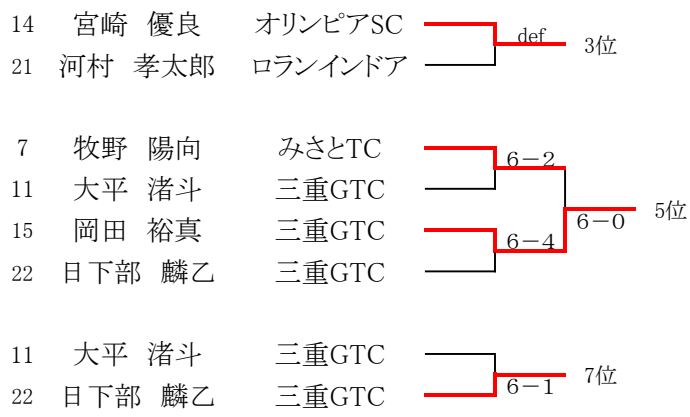 14 宮崎 優良 オリンピアSC
def 3位
21 河村 孝太郎 ロランインドア
7 牧野 陽向 みさとTC
6-2
11 大平 渚斗 三重GTC
6-0 5位
15 岡田 裕真 三重GTC
6-4
22 日下部 麟乙 三重GTC
11 大平 渚斗 三重GTC
6-1 7位
22 日下部 麟乙 三重GTC